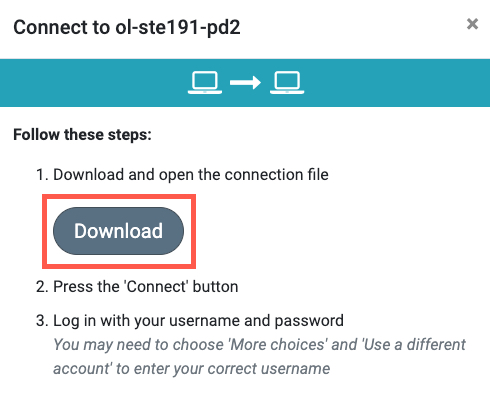 Connect to ol-ste191-pd2
×
Follow these steps:
1. Download and open the connection file
Download
2. Press the 'Connect' button
3. Log in with your username and password
You may need to choose 'More choices' and 'Use a different
account' to enter your correct username